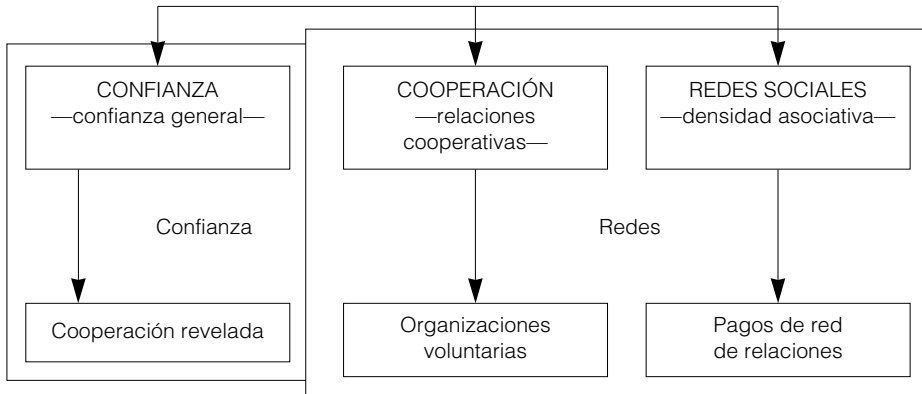 CONFIANZA
—confianza general—
COOPERACIÓN
—relaciones
cooperativas—
REDES SOCIALES
—densidad asociativa—
Confianza
Redes
Cooperación revelada
Organizaciones
voluntarias
Pagos de red
de relaciones